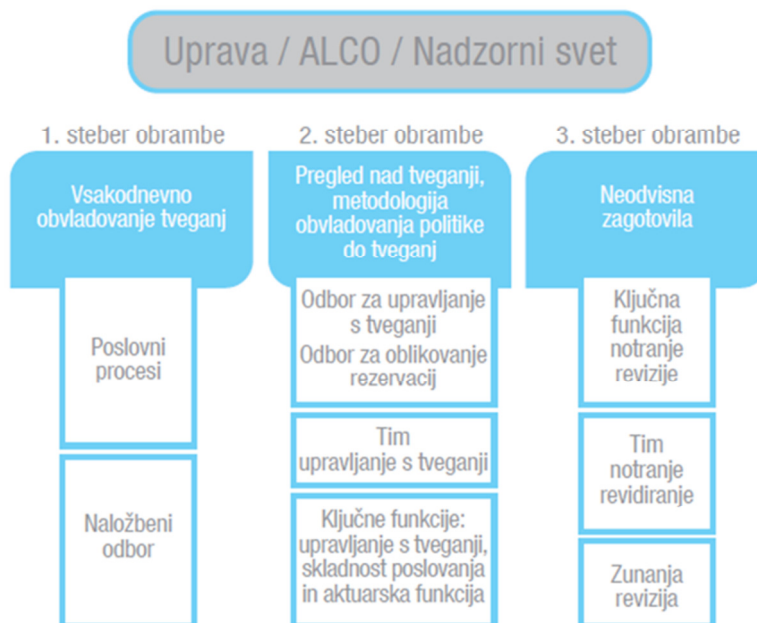 Uprava / ALCO / Nadzorni svet
1. steber obrambe
Vsakodnevno
obvladovanje tveganj
Poslovni
procesi
Naložbeni
odbor
2. steber obrambe
Pregled nad tveganji,
metodologija
obvladovanja politike
do tveganj
Odbor za upravljanje
s tveganji
Odbor za oblikovanje
rezervacij
Tim
upravljanje s tveganji
Ključne funkcije:
upravljanje s tveganji,
skladnost poslovanja
in aktuarska funkcija
3. steber obrambe
Neodvisna
zagotovila
Ključna
funkcija
notranje
revizije
Tim
notranje
revidiranje
Zunanja
revizija